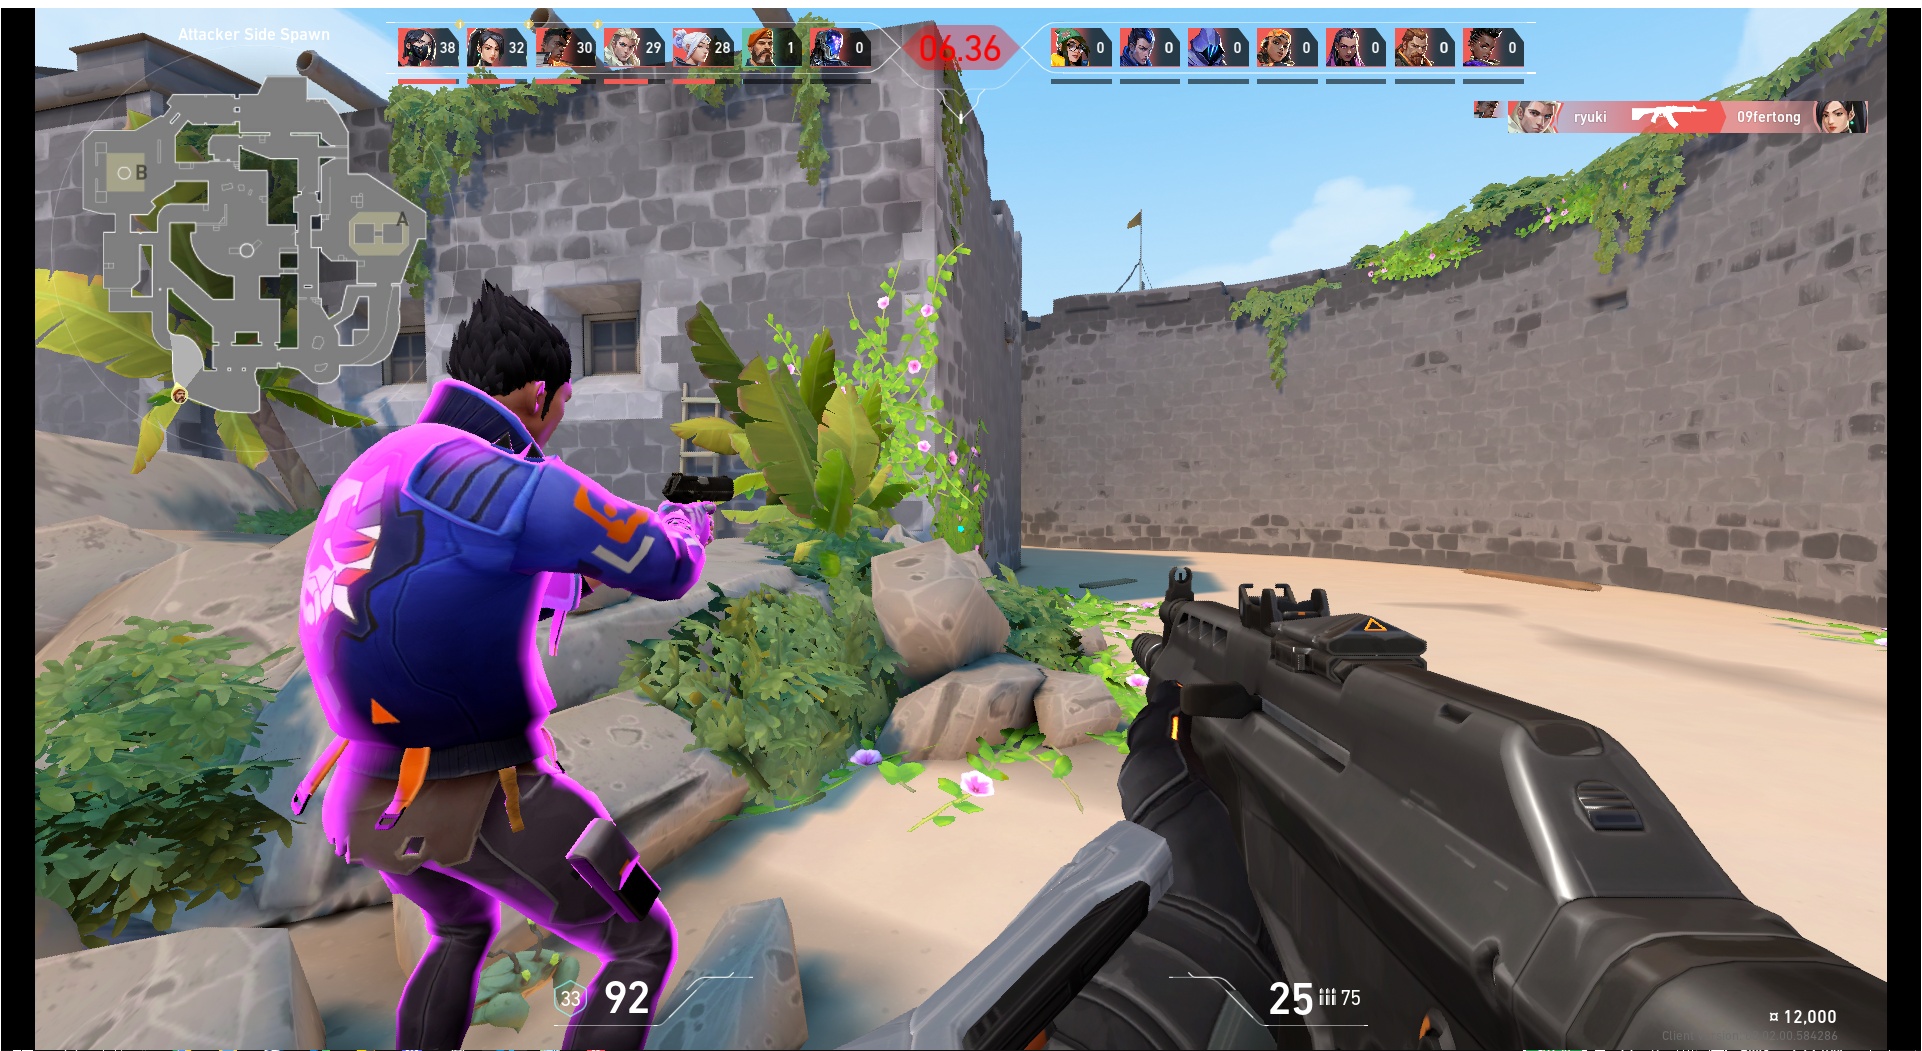 Attacker Side Spawn
38 32 30 29 28 1 0
06.36
0 0 0 0 0 0 0
ryuki 09fertong
B
A
33 92
25 75
¤ 12,000